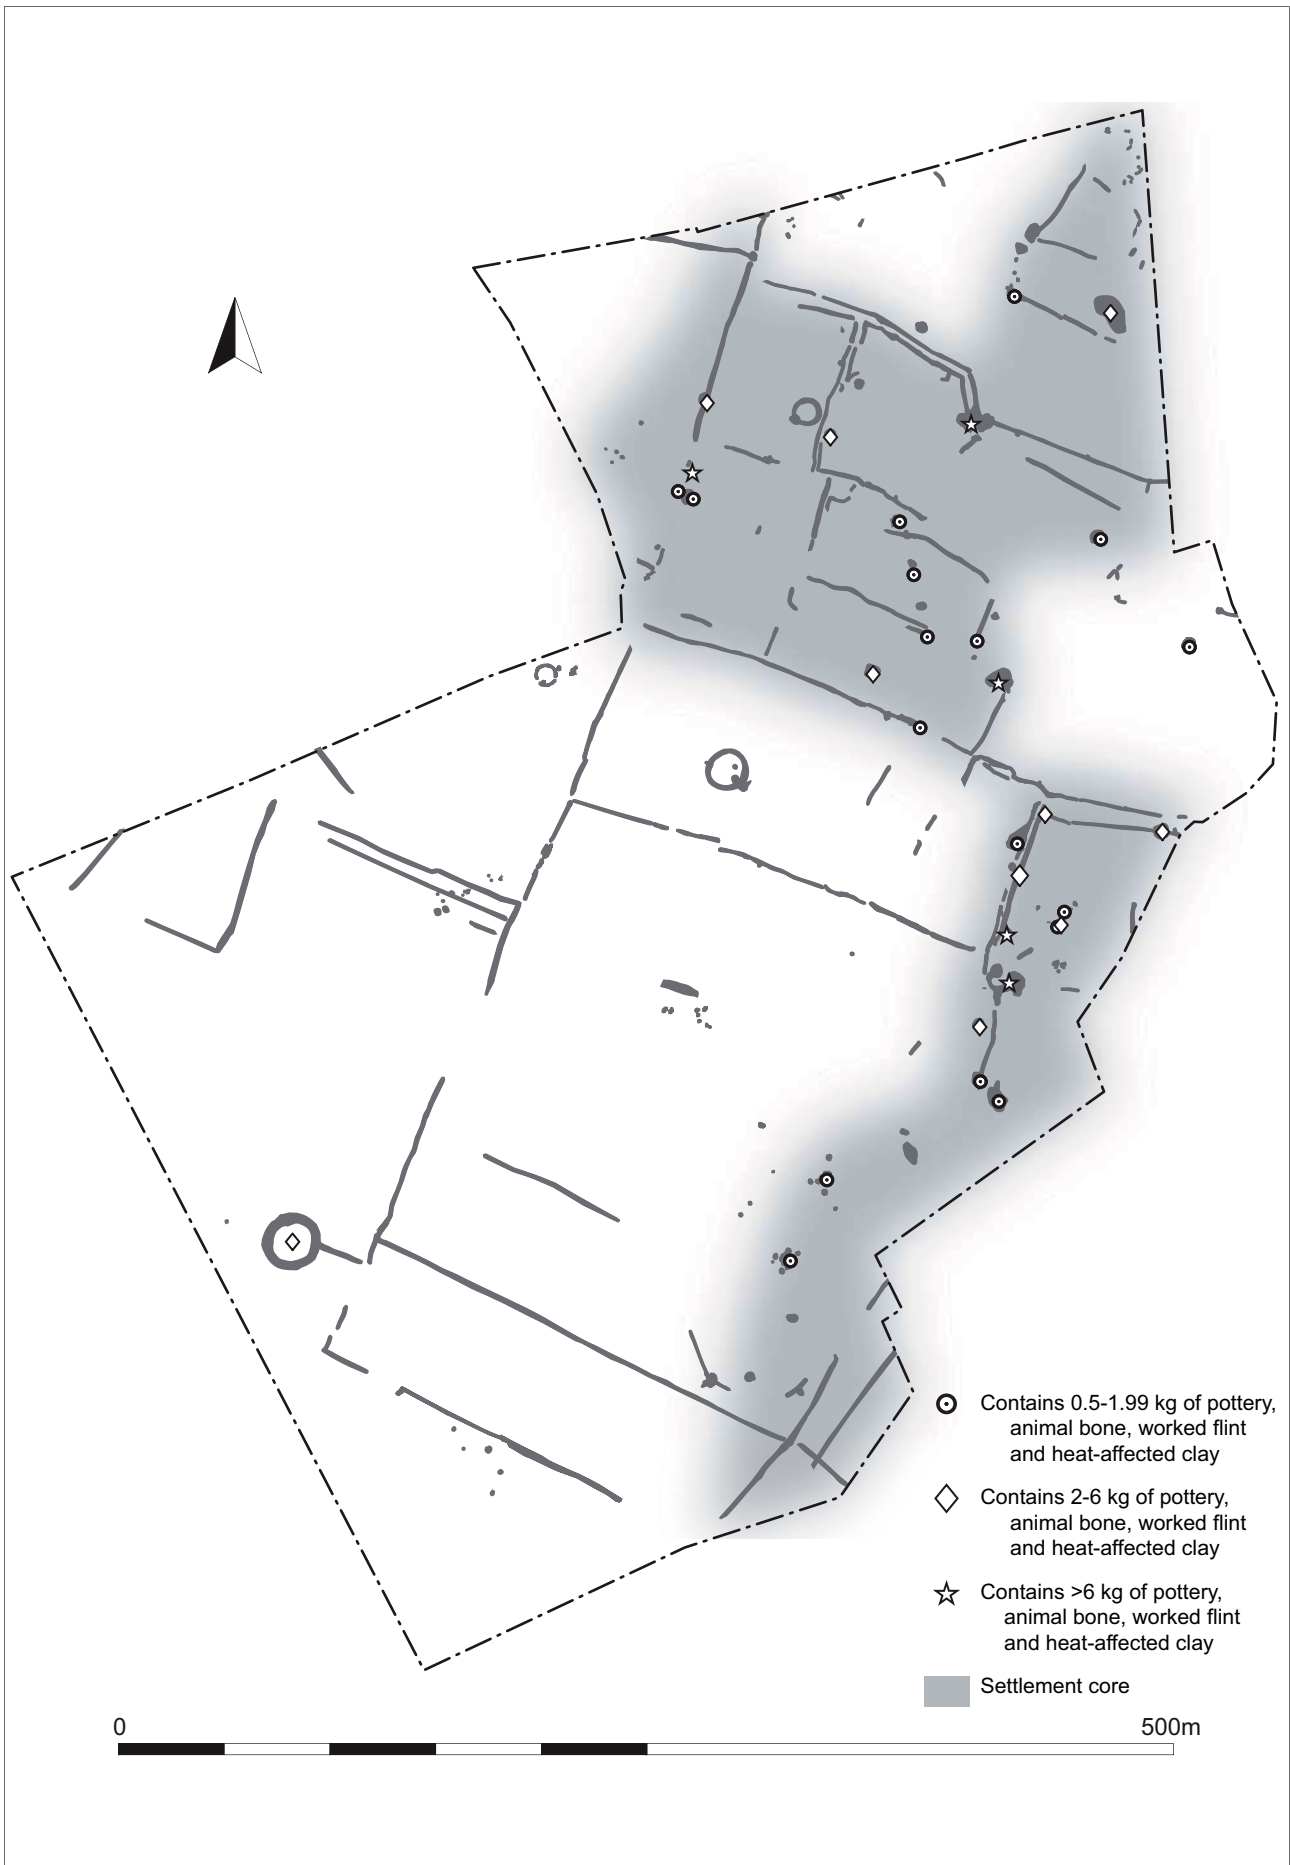 Contains 0.5-1.99 kg of pottery,
animal bone, worked flint
and heat-affected clay
Contains 2-6 kg of pottery,
animal bone, worked flint
and heat-affected clay
Contains >6 kg of pottery,
animal bone, worked flint
and heat-affected clay
Settlement core
0 500m